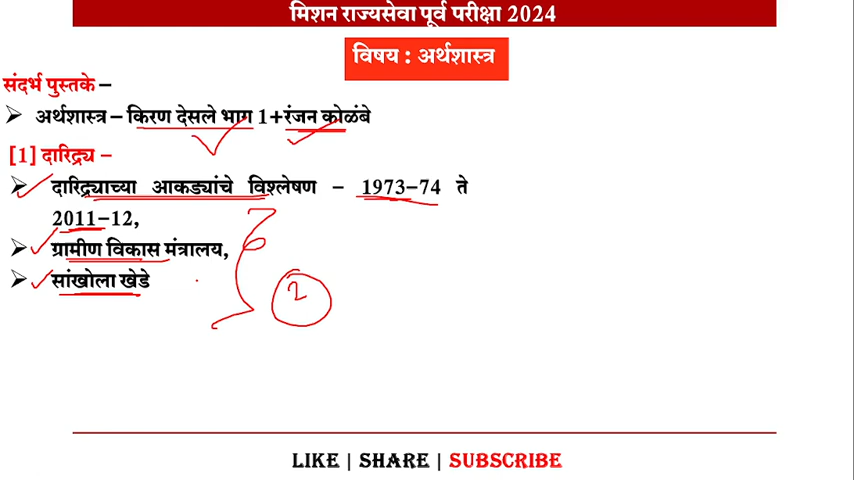 मिशन राज्यसेवा पूर्व परीक्षा 2024
विषय : अर्थशास्त्र
संदर्भ पुस्तके –
➢ अर्थशास्त्र – किरण देसले भाग 1+रंजन कोळंबे
[1] दारिद्र्य –
➢ दारिद्र्याच्या आकड्यांचे विश्लेषण – 1973–74 ते
2011–12,
➢ ग्रामीण विकास मंत्रालय,
➢ सांखोला खेडे
2
LIKE | SHARE | SUBSCRIBE